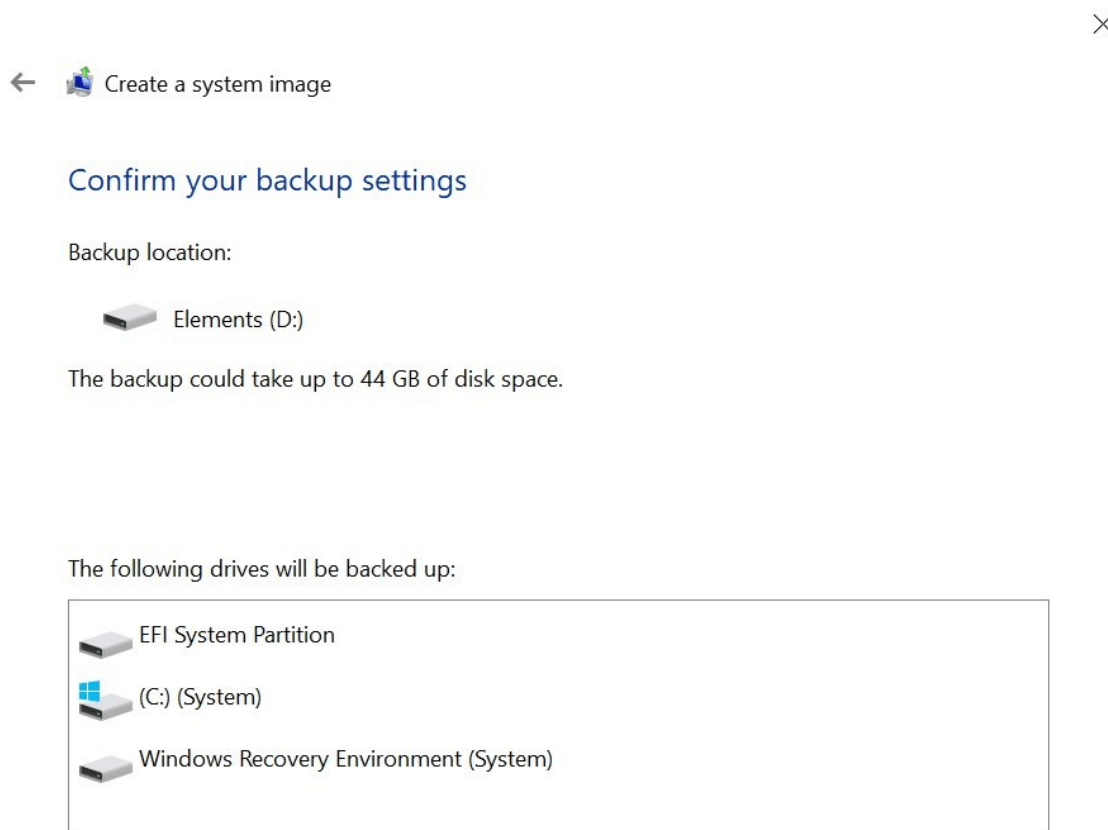 Create a system image
Confirm your backup settings
Backup location:
Elements (D:)
The backup could take up to 44 GB of disk space.
The following drives will be backed up:
EFI System Partition
(C:) (System)
Windows Recovery Environment (System)